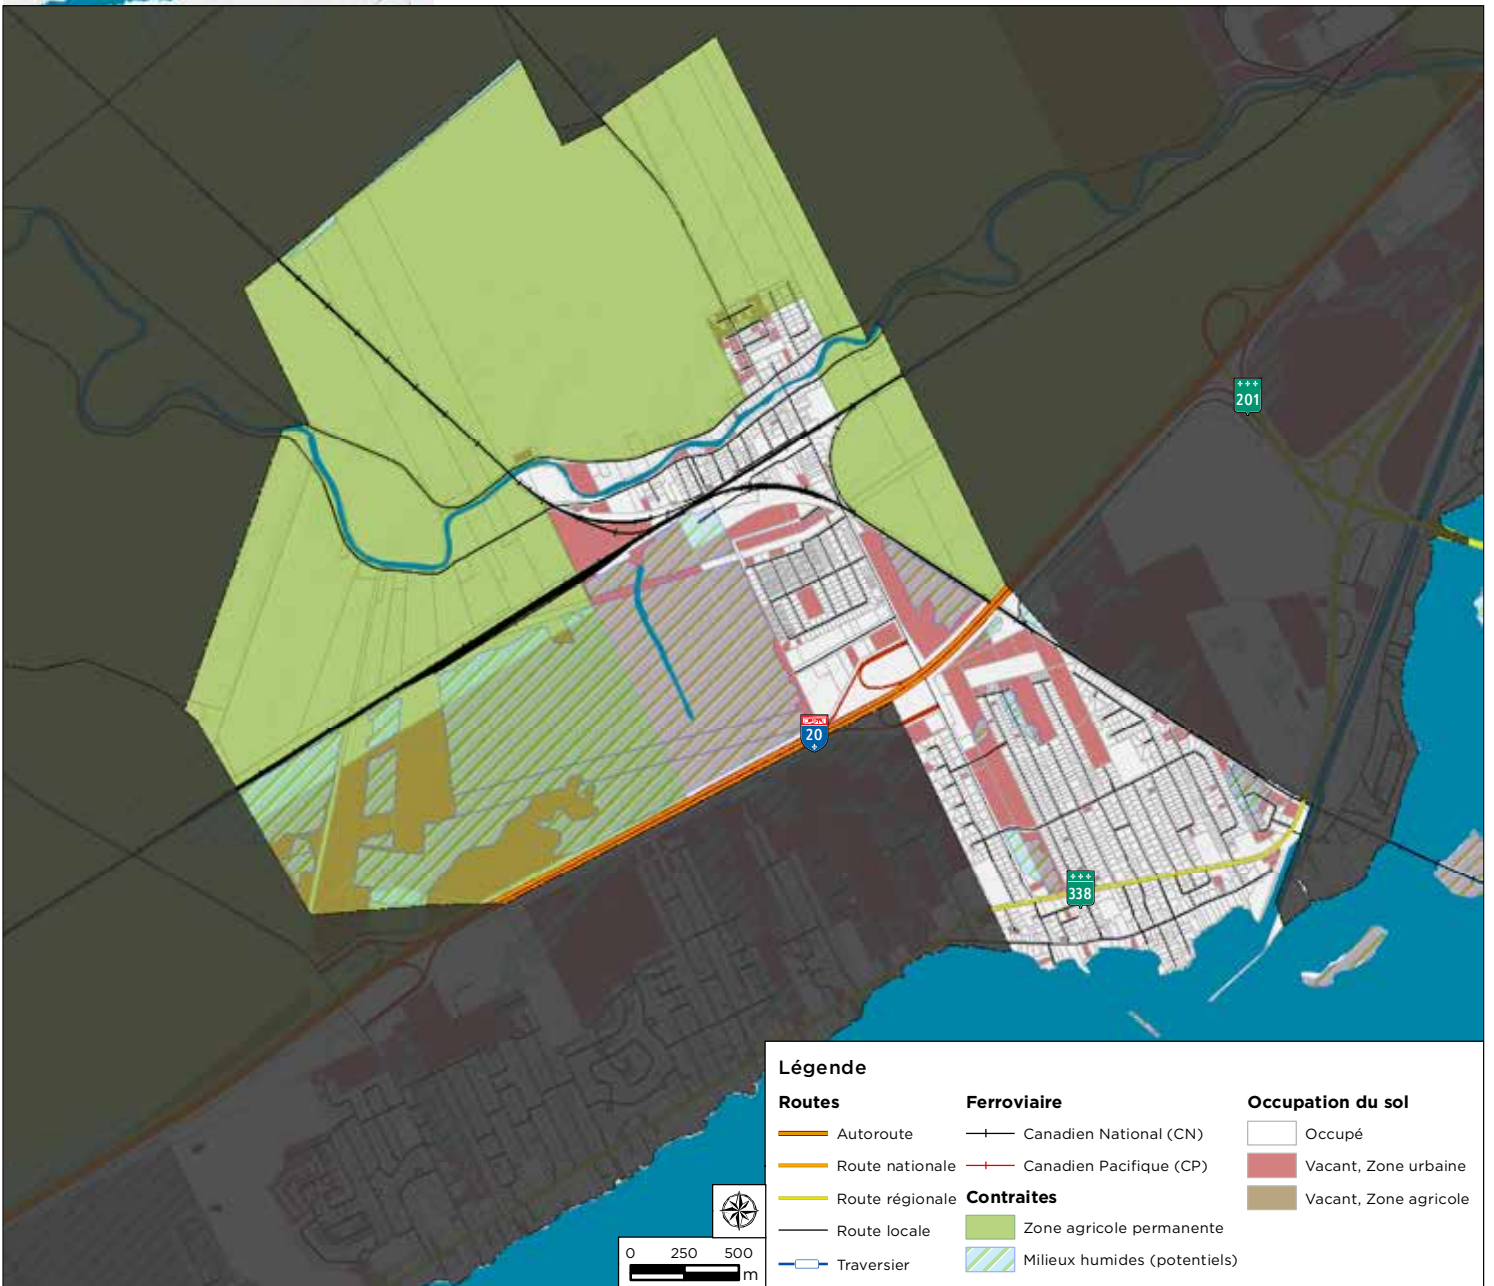 201
20
338
Légende
Routes
Autoroute
Route nationale
Route régionale
Route locale
Traversier
Ferroviaire
Canadien National (CN)
Canadien Pacifique (CP)
Contraites
Zone agricole permanente
Milieux humides (potentiels)
Occupation du sol
Occupé
Vacant, Zone urbaine
Vacant, Zone agricole
0 250 500
m